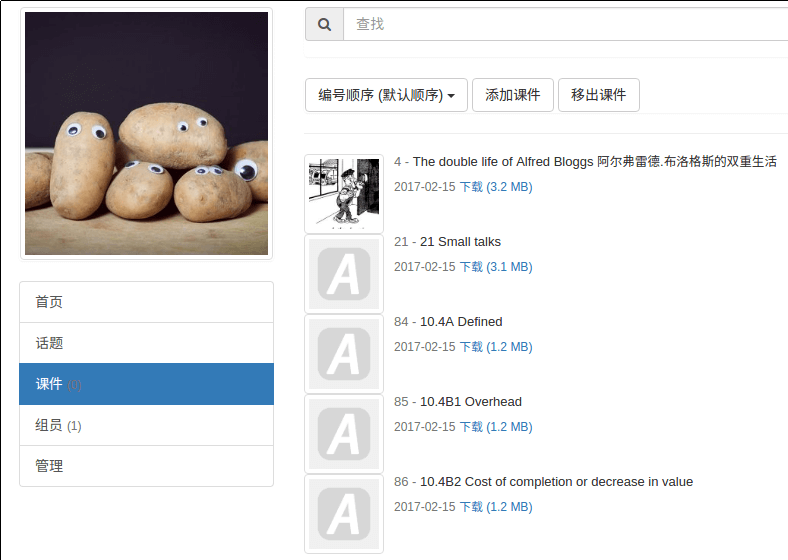 查找
编号顺序 (默认顺序)
添加课件
移出课件
4 - The double life of Alfred Bloggs 阿尔弗雷德.布洛格斯的双重生活
2017-02-15 下载 (3.2 MB)
A
21 - 21 Small talks
2017-02-15 下载 (3.1 MB)
A
84 - 10.4A Defined
2017-02-15 下载 (1.2 MB)
A
85 - 10.4B1 Overhead
2017-02-15 下载 (1.2 MB)
A
86 - 10.4B2 Cost of completion or decrease in value
2017-02-15 下载 (1.2 MB)
首页
话题
课件 (6)
组员 (1)
管理